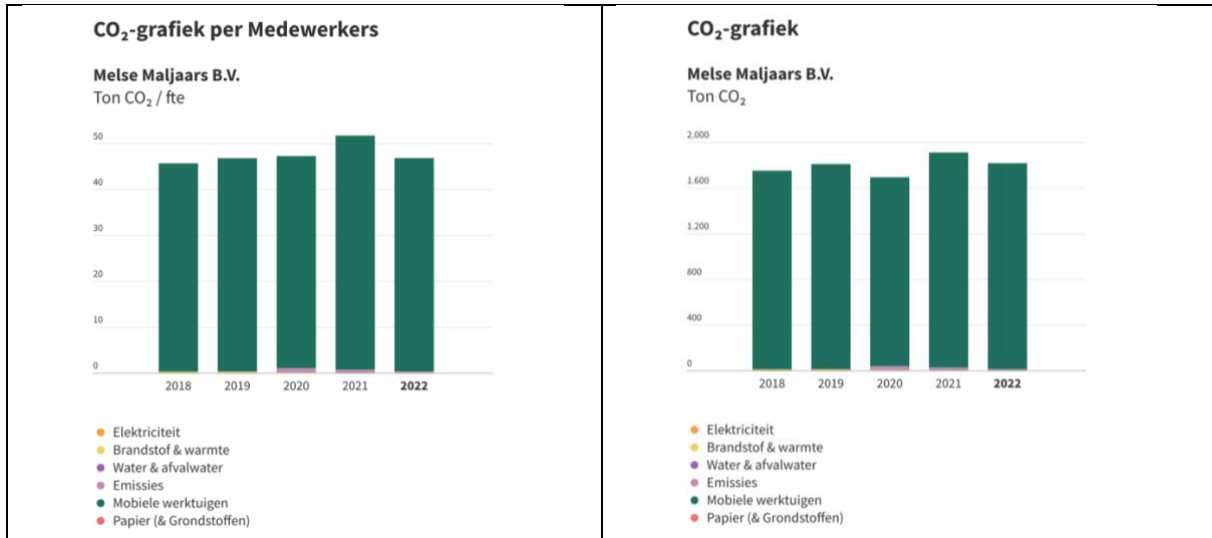 CO₂-grafiek per Medewerkers
Melse Maljaars B.V.
Ton CO₂ / fte
50
40
30
20
10
0
2018 2019 2020 2021 2022
Elektriciteit
Brandstof & warmte
Water & afvalwater
Emissies
Mobiele werktuigen
Papier (& Grondstoffen)
CO₂-grafiek
Melse Maljaars B.V.
Ton CO₂
2.000
1.600
1.200
800
400
0
2018 2019 2020 2021 2022
Elektriciteit
Brandstof & warmte
Water & afvalwater
Emissies
Mobiele werktuigen
Papier (& Grondstoffen)